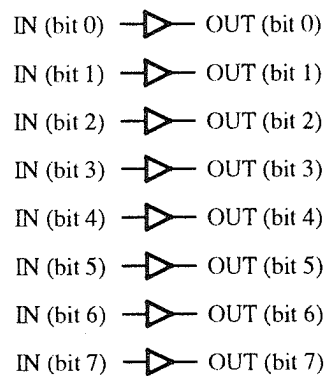 IN (bit 0) OUT (bit 0)
IN (bit 1) OUT (bit 1)
IN (bit 2) OUT (bit 2)
IN (bit 3) OUT (bit 3)
IN (bit 4) OUT (bit 4)
IN (bit 5) OUT (bit 5)
IN (bit 6) OUT (bit 6)
IN (bit 7) OUT (bit 7)